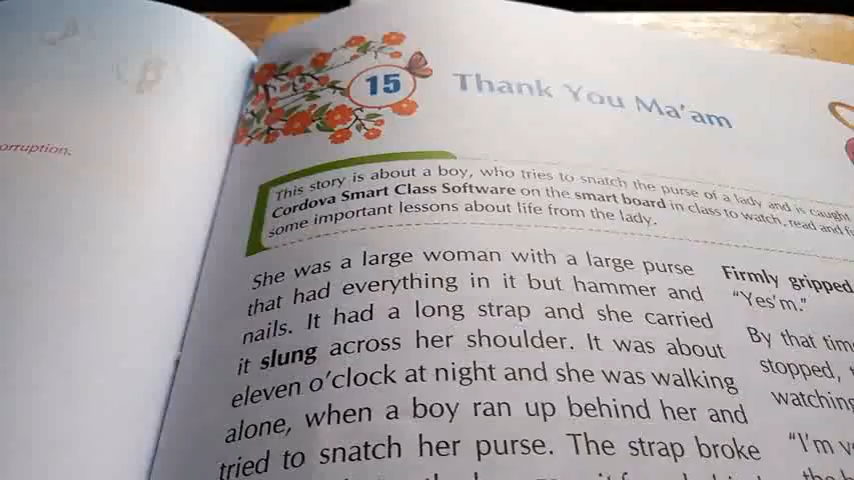 orruption.
15
Thank You Ma'am
This story is about a boy, who tries to snatch the purse of a lady and is caught
Cordova Smart Class Software on the smart board in class to watch, read and
some important lessons about life from the lady.
She was a large woman with a large purse
that had everything in it but hammer and
nails. It had a long strap and she carried
it slung across her shoulder. It was about
eleven o'clock at night and she was walking
alone, when a boy ran up behind her and
tried to snatch her purse. The strap broke
Firmly gripped
"Yes'm."
By that
stopped,
watching
"I'm